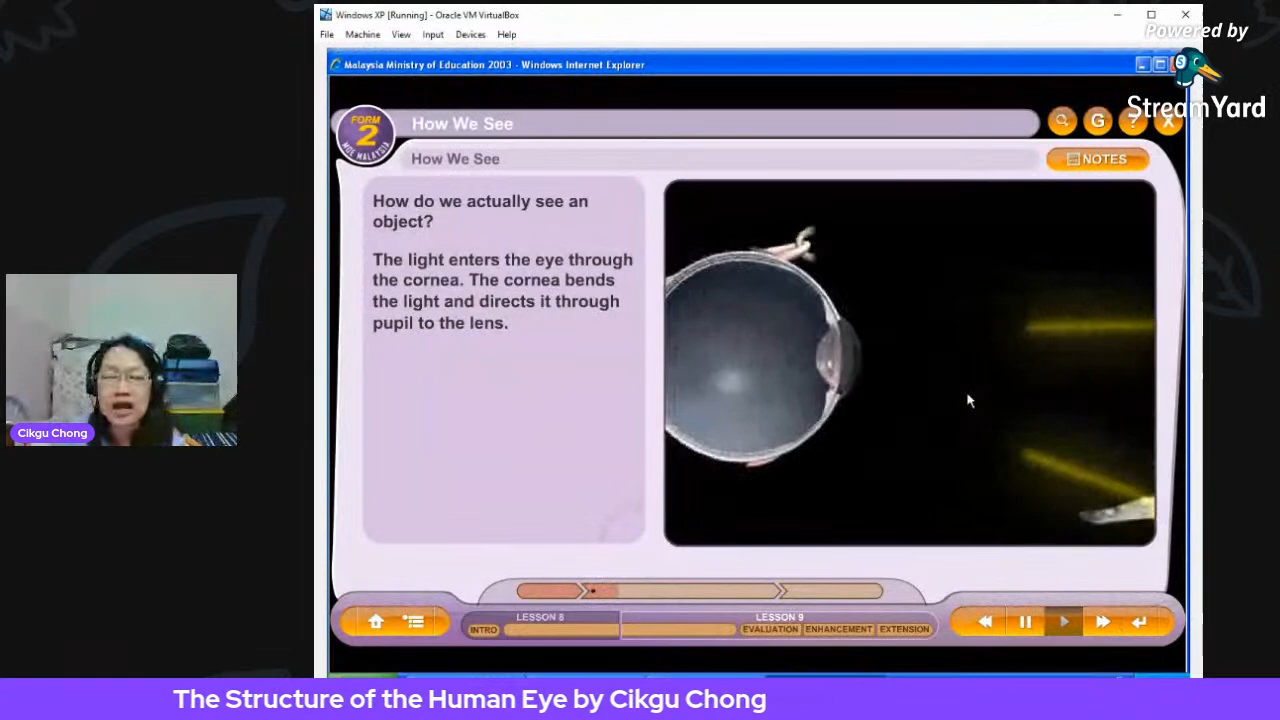 Windows XP [Running] - Oracle VM VirtualBox
File Machine View Input Devices Help
Powered by
StreamYard
Malaysia Ministry of Education 2003 - Windows Internet Explorer
FORM
2
MOE MALAYSIA
How We See
G ? X
How We See
NOTES
How do we actually see an
object?
The light enters the eye through
the cornea. The cornea bends
the light and directs it through
pupil to the lens.
Cikgu Chong
LESSON 8
LESSON 9
INTRO
EVALUATION ENHANCEMENT EXTENSION
The Structure of the Human Eye by Cikgu Chong